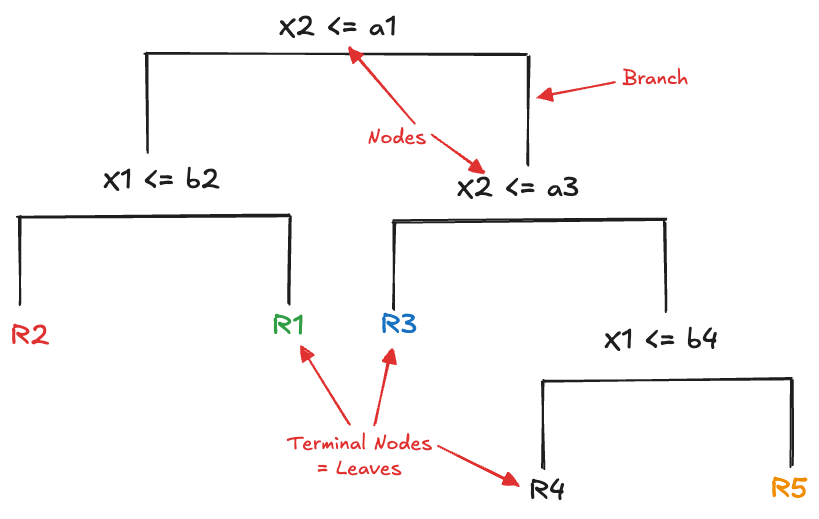 x2 <= a1
Branch
Nodes
x1 <= b2
x2 <= a3
R2
R1
R3
x1 <= b4
Terminal Nodes
= Leaves
R4
R5